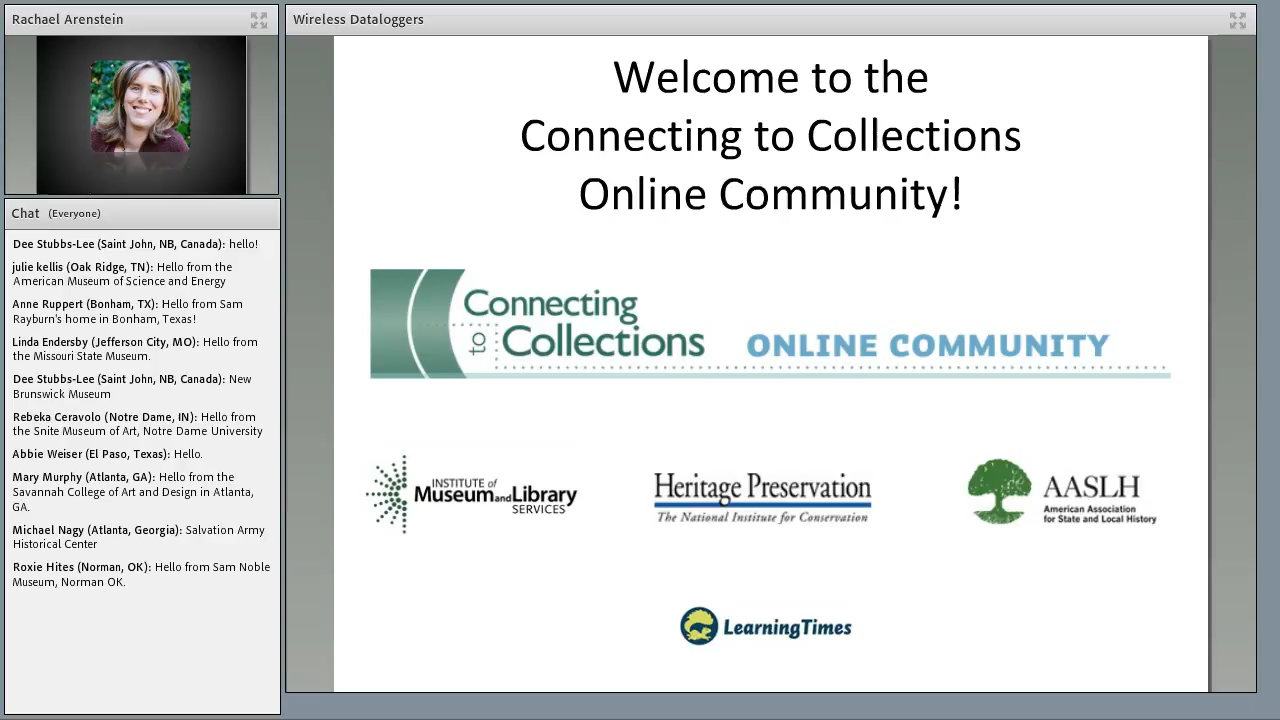 Rachael Arenstein
Chat (Everyone)
Dee Stubbs-Lee (Saint John, NB, Canada): hello!
julie kellis (Oak Ridge, TN): Hello from the
American Museum of Science and Energy
Anne Ruppert (Bonham, TX): Hello from Sam
Rayburn's home in Bonham, Texas!
Linda Endersby (Jefferson City, MO): Hello from
the Missouri State Museum.
Dee Stubbs-Lee (Saint John, NB, Canada): New
Brunswick Museum
Rebeka Ceravolo (Notre Dame, IN): Hello from
the Snite Museum of Art, Notre Dame University
Abbie Weiser (El Paso, Texas): Hello.
Mary Murphy (Atlanta, GA): Hello from the
Savannah College of Art and Design in Atlanta,
GA.
Michael Nagy (Atlanta, Georgia): Salvation Army
Historical Center
Roxie Hites (Norman, OK): Hello from Sam Noble
Museum, Norman OK.
Wireless Dataloggers
Welcome to the
Connecting to Collections
Online Community!
Connecting
to Collections ONLINE COMMUNITY
INSTITUTE of
Museum and Library
SERVICES
Heritage Preservation
The National Institute for Conservation
AASLH
American Association
for State and Local History
LearningTimes